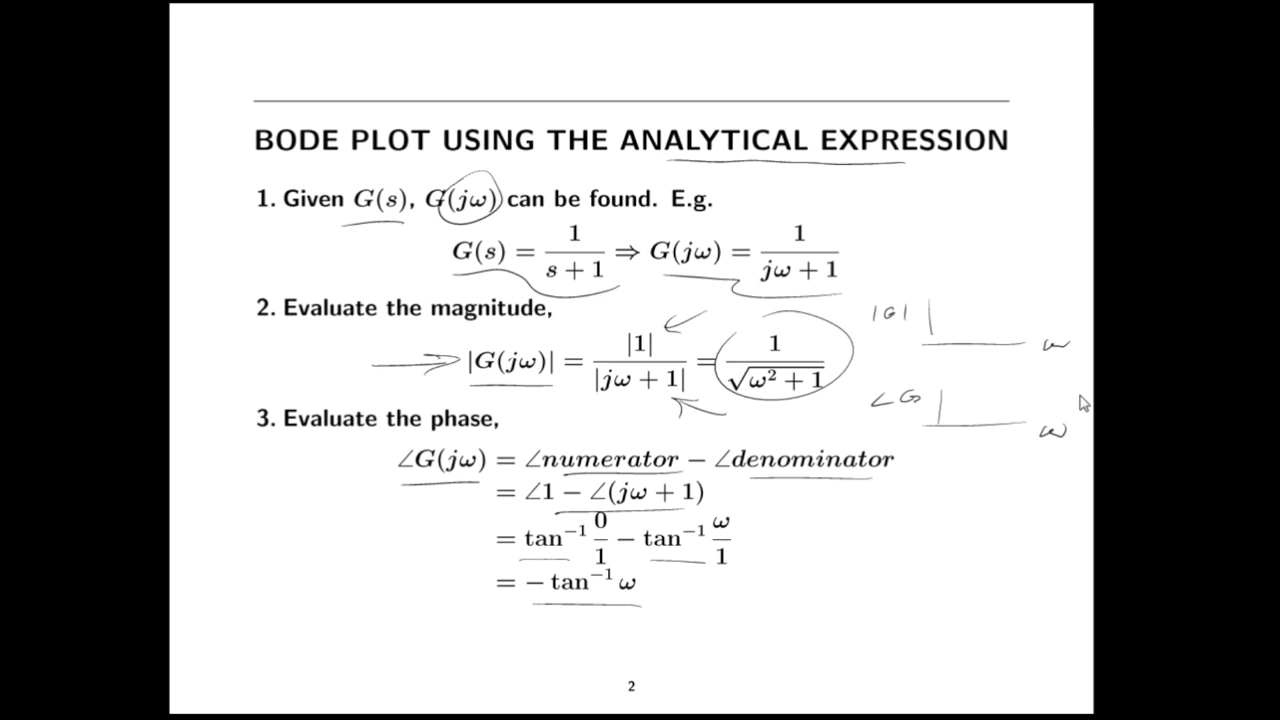 BODE PLOT USING THE ANALYTICAL EXPRESSION
1. Given G(s), G(jω) can be found. E.g.
G(s) = 1/(s + 1) ⇒ G(jω) = 1/(jω + 1)
2. Evaluate the magnitude,
|G(jω)| = |1|/|jω + 1| = 1/√(ω² + 1)
|G|
ω
3. Evaluate the phase,
∠G
ω
∠G(jω) = ∠numerator − ∠denominator
= ∠1 − ∠(jω + 1)
= tan⁻¹ 0/1 − tan⁻¹ ω/1
= − tan⁻¹ ω
2